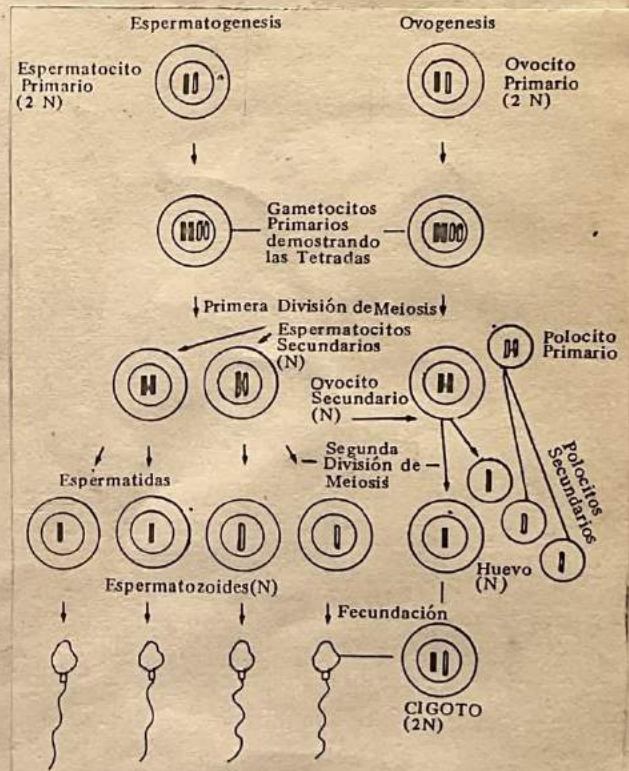 Espermatogenesis
Ovogenesis
Espermatocito
Primario
(2 N)
Ovocito
Primario
(2 N)
Gametocitos
Primarios
demostrando
las Tetradas
Primera División de Meiosis
Espermatocitos
Secundarios
(N)
Polocito
Primario
Ovocito
Secundario
(N)
Segunda
División de
Meiosis
Polocitos
Secundarios
Espermatidas
Espermatozoides(N)
Huevo
(N)
Fecundación
CIGOTO
(2N)